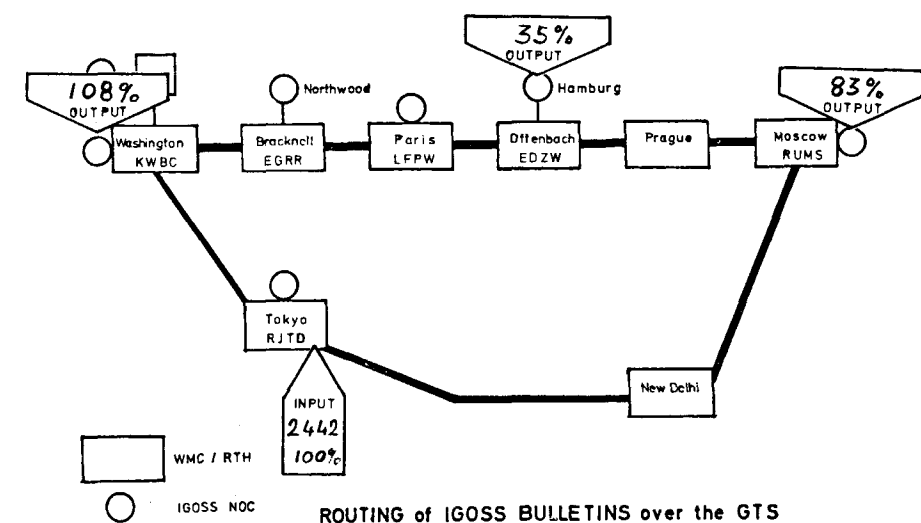 108%
OUTPUT
35%
OUTPUT
83%
OUTPUT
Northwood
Hamburg
Washington
KWBC
Bracknell
EGRR
Paris
LFPW
Offenbach
EDZW
Prague
Moscow
RUMS
Tokyo
RJTD
New Delhi
INPUT
2442
100%
WMC / RTH
IGOSS NOC
ROUTING of IGOSS BULLETINS over the GTS